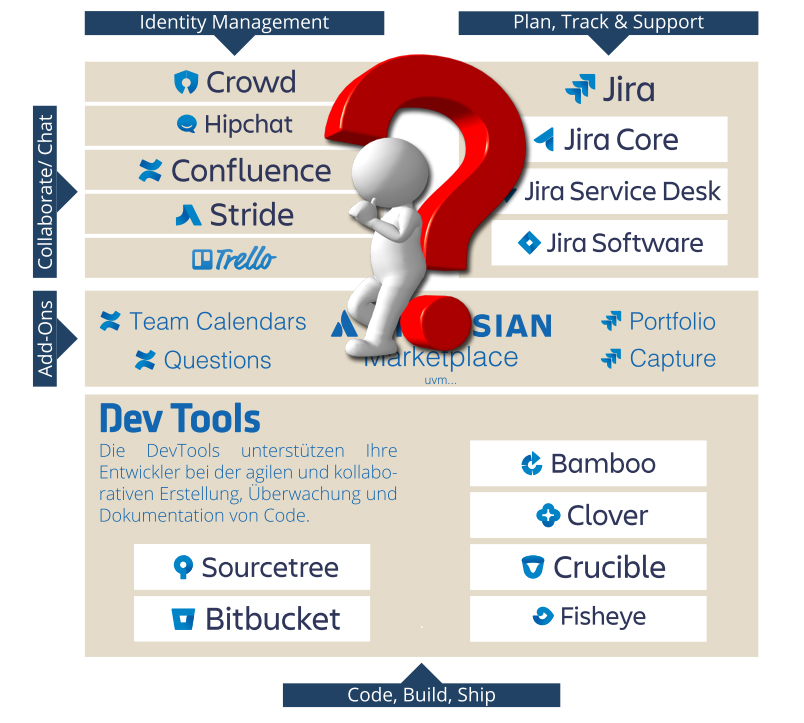 Identity Management
Plan, Track & Support
Collaborate/ Chat
Crowd
Hipchat
Confluence
Stride
Trello
Jira
Jira Core
Jira Service Desk
Jira Software
Add-Ons
Team Calendars
Questions
SIAN
Marketplace
uvm...
Portfolio
Capture
Dev Tools
Die DevTools unterstützen Ihre
Entwickler bei der agilen und kollabo-
rativen Erstellung, Überwachung und
Dokumentation von Code.
Sourcetree
Bitbucket
Bamboo
Clover
Crucible
Fisheye
Code, Build, Ship